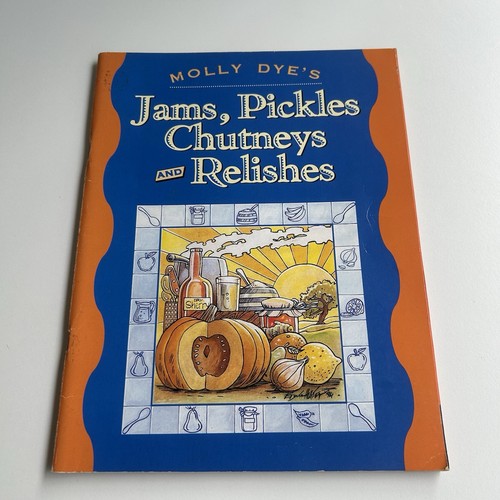 MOLLY DYE'S
Jams, Pickles
Chutneys
AND Relishes